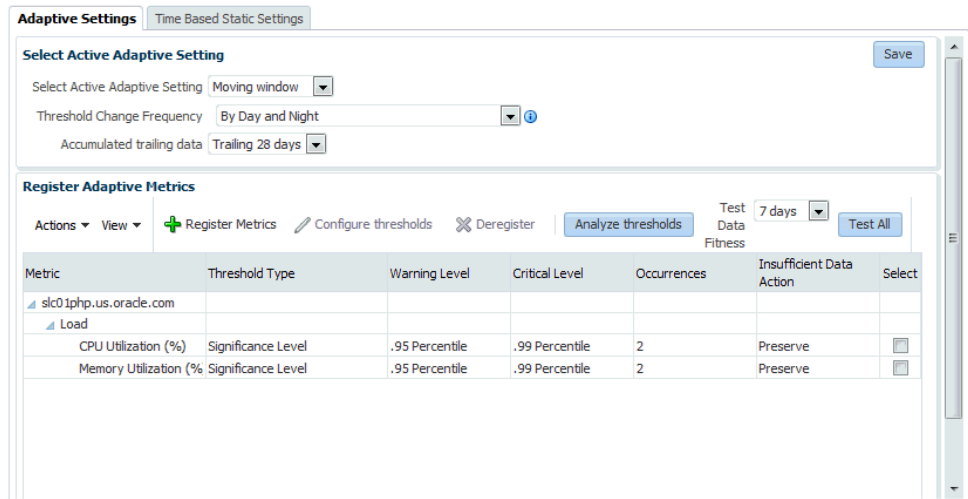 Adaptive Settings Time Based Static Settings
Select Active Adaptive Setting Save
Select Active Adaptive Setting Moving window
Threshold Change Frequency By Day and Night
Accumulated trailing data Trailing 28 days
Register Adaptive Metrics
Actions View Register Metrics Configure thresholds Deregister Analyze thresholds Test Data Fitness 7 days Test All
Metric Threshold Type Warning Level Critical Level Occurrences Insufficient Data Action Select
slc01php.us.oracle.com
Load
CPU Utilization (%) Significance Level .95 Percentile .99 Percentile 2 Preserve
Memory Utilization (% Significance Level .95 Percentile .99 Percentile 2 Preserve